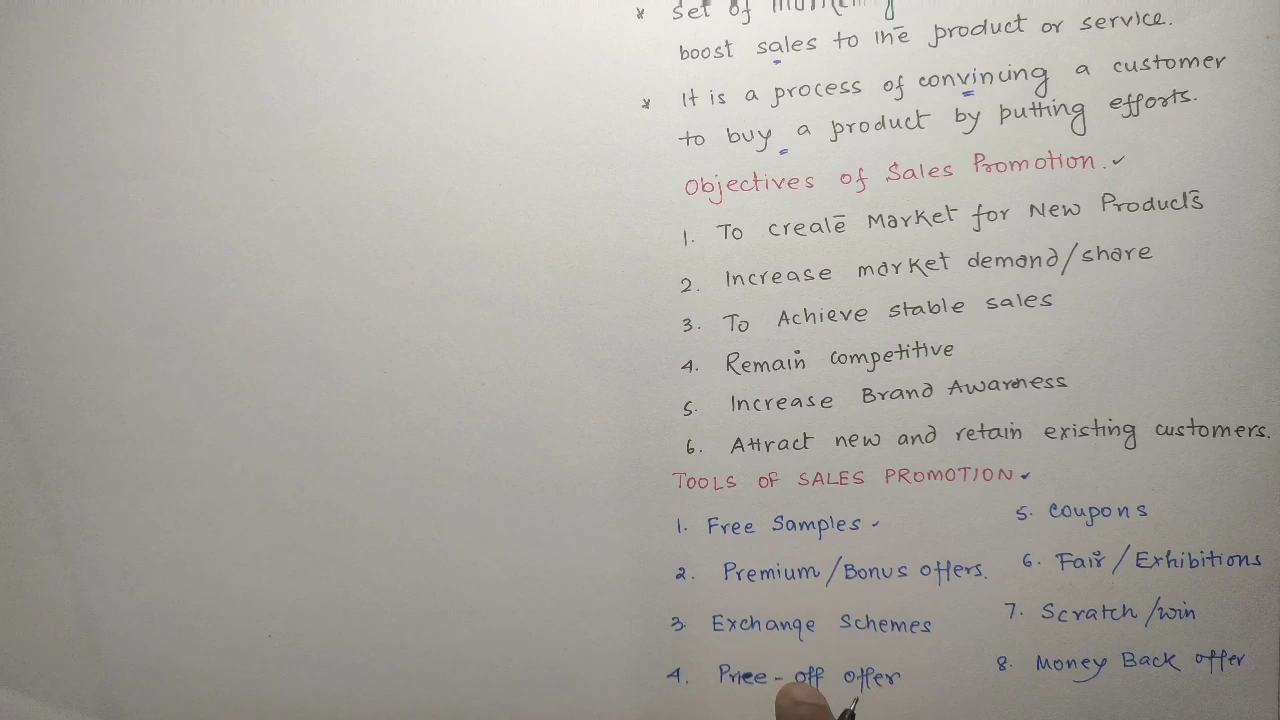 * set of
boost sales to the product or service.
* It is a process of convincing a customer
to buy a product by putting efforts.
Objectives of Sales Promotion.
1. To create Market for New Products
2. Increase market demand/share
3. To Achieve stable sales
4. Remain competitive
5. Increase Brand Awareness
6. Attract new and retain existing customers.
TOOLS OF SALES PROMOTION
1. Free Samples
2. Premium/Bonus offers.
3. Exchange Schemes
4. Price-off offer
5. Coupons
6. Fair/Exhibitions
7. Scratch/win
8. Money Back offer